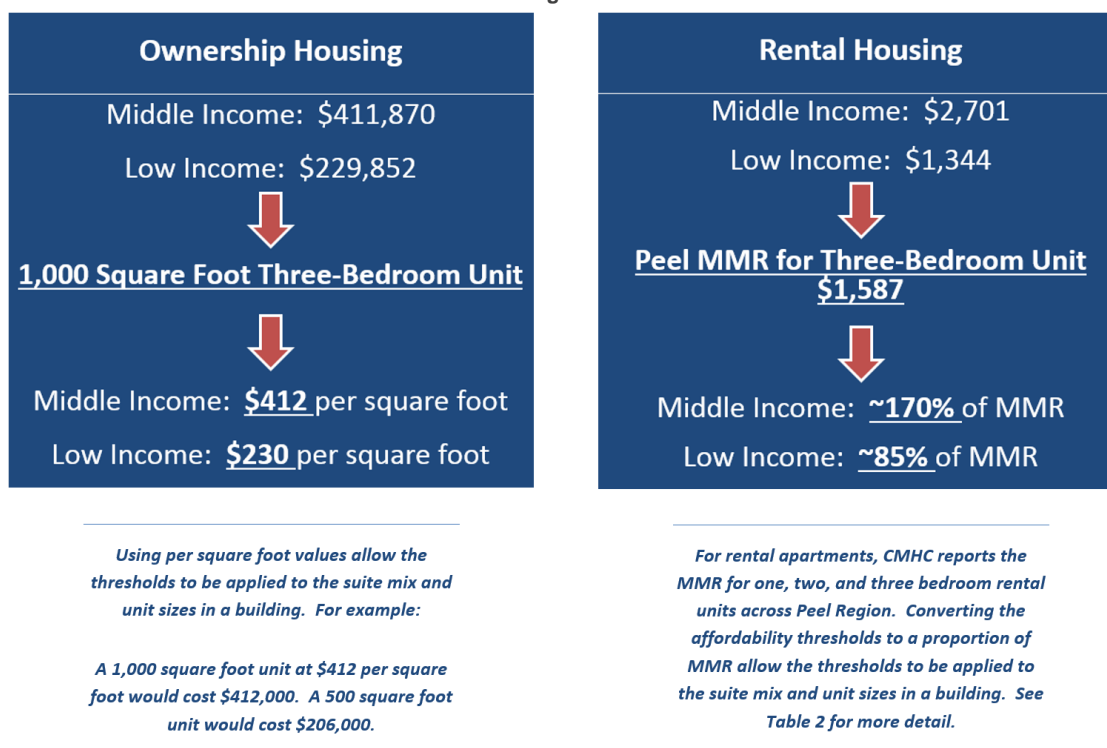 Ownership Housing
Middle Income:  $411,870
Low Income:  $229,852
1,000 Square Foot Three-Bedroom Unit
Middle Income:  $412 per square foot
Low Income:  $230 per square foot
Using per square foot values allow the
thresholds to be applied to the suite mix and
unit sizes in a building.  For example:
A 1,000 square foot unit at $412 per square
foot would cost $412,000.  A 500 square foot
unit would cost $206,000.
Rental Housing
Middle Income:  $2,701
Low Income:  $1,344
Peel MMR for Three-Bedroom Unit
$1,587
Middle Income:  ~170% of MMR
Low Income:  ~85% of MMR
For rental apartments, CMHC reports the
MMR for one, two, and three bedroom rental
units across Peel Region.  Converting the
affordability thresholds to a proportion of
MMR allow the thresholds to be applied to
the suite mix and unit sizes in a building.  See
Table 2 for more detail.